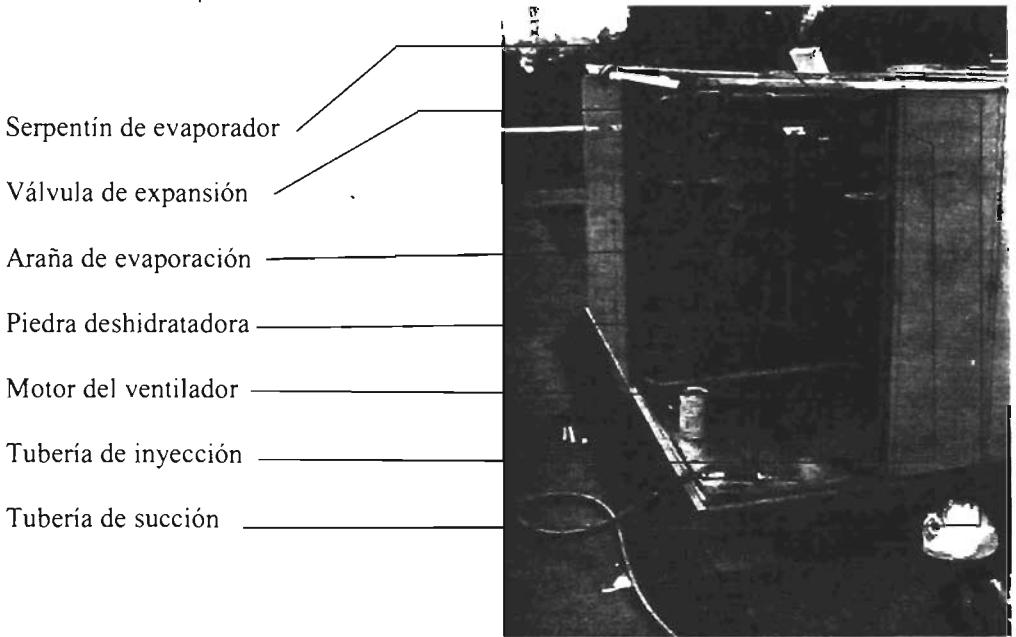 Serpentín de evaporador
Válvula de expansión
Araña de evaporación
Piedra deshidratadora
Motor del ventilador
Tubería de inyección
Tubería de succión